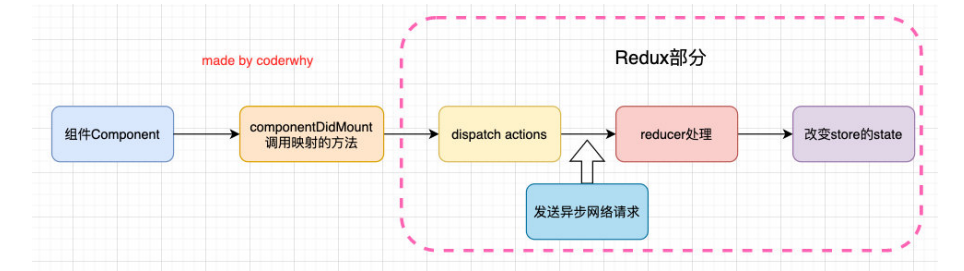 made by coderwhy
Redux部分
组件Component
componentDidMount
调用映射的方法
dispatch actions
reducer处理
改变store的state
发送异步网络请求